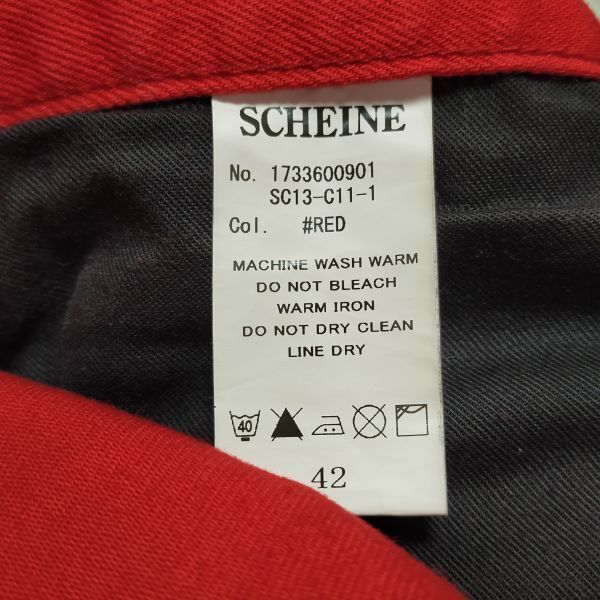 SCHEINE
No. 1733600901
SC13-C11-1
Col. #RED
MACHINE WASH WARM
DO NOT BLEACH
WARM IRON
DO NOT DRY CLEAN
LINE DRY
40
42